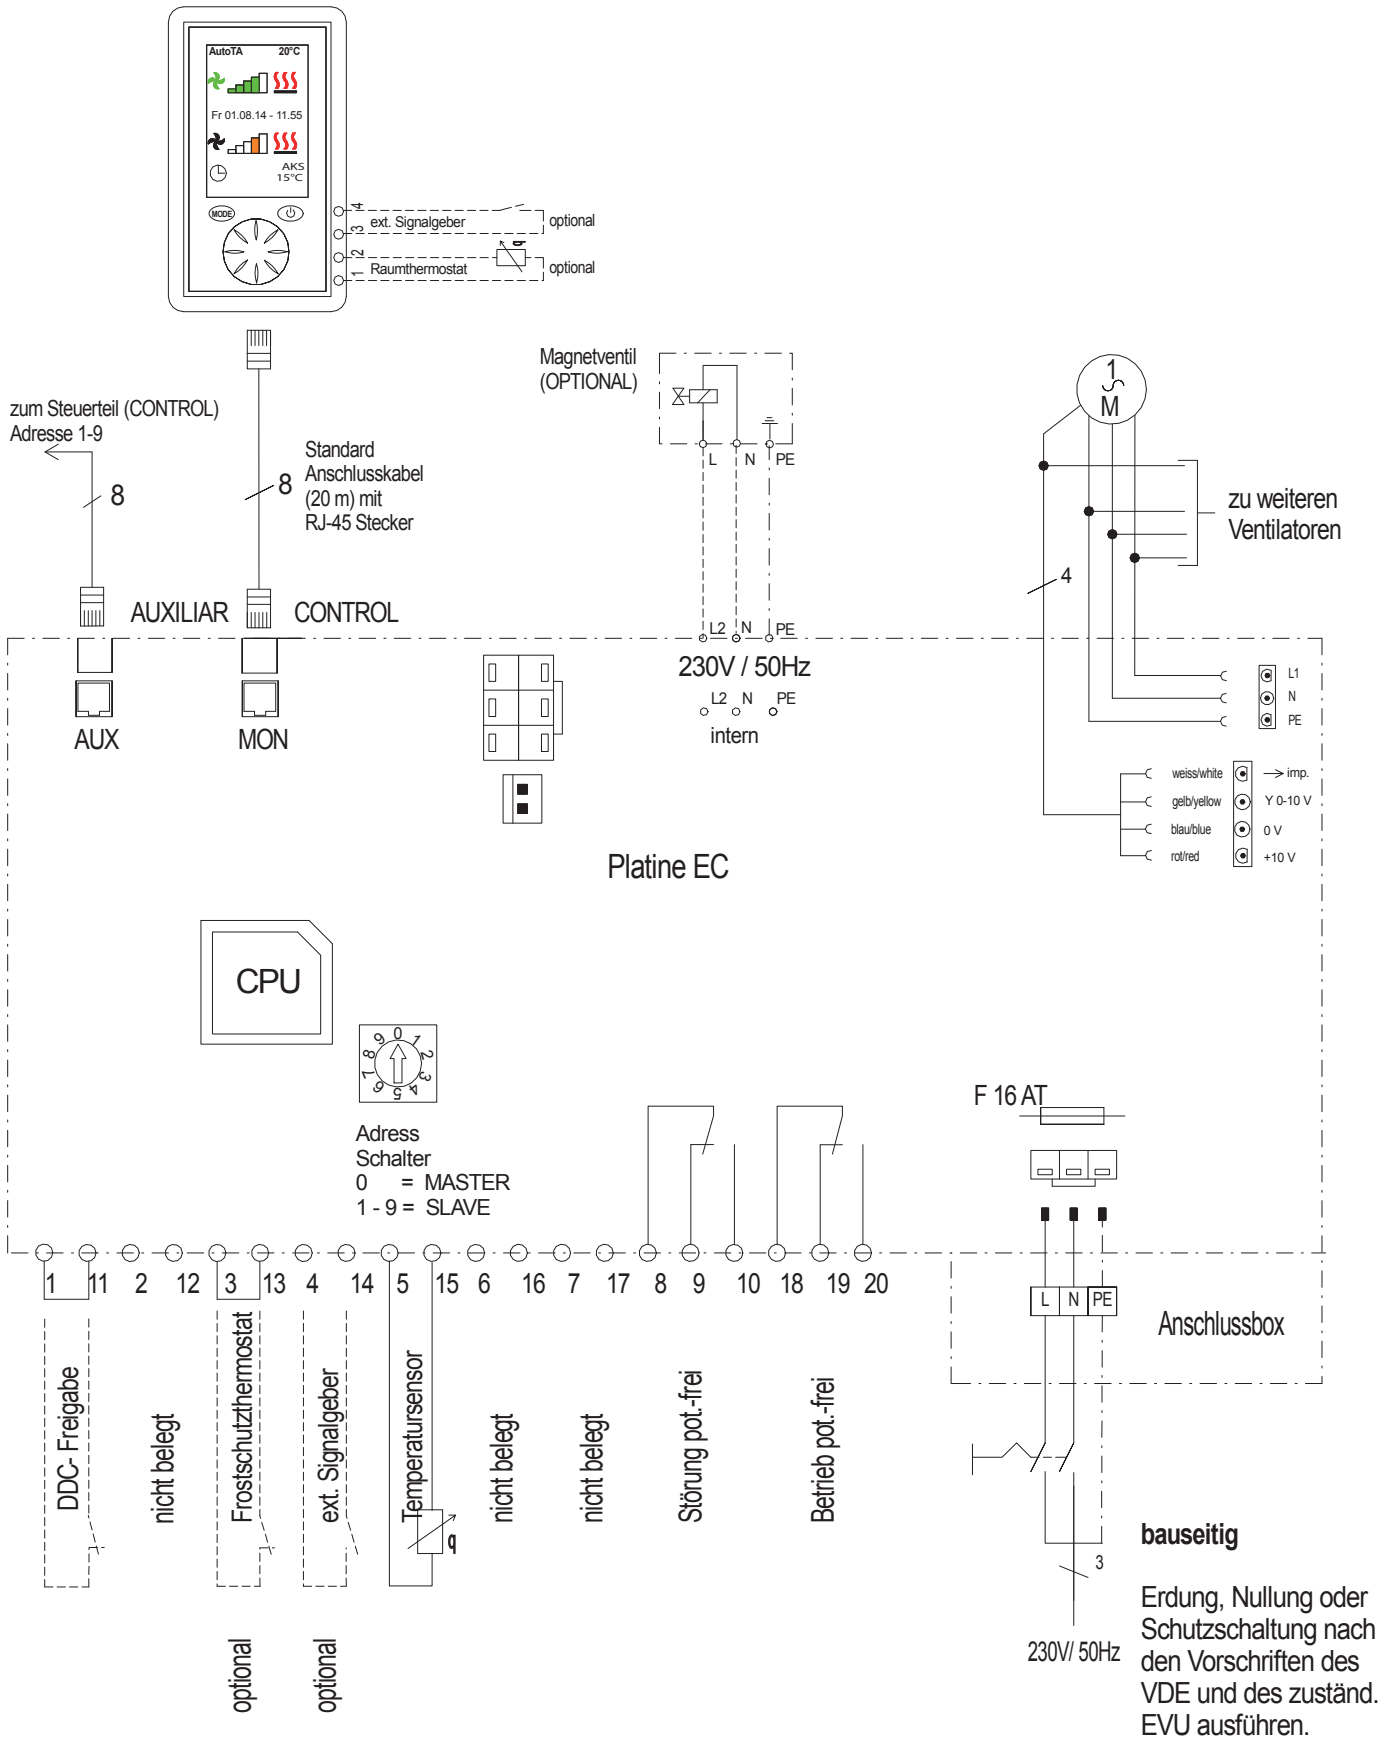 AutoTA 20°C
Fr 01.08.14 - 11.55
AKS
15°C
MODE
4
ext. Signalgeber
3
optional
2
Raumthermostat
1
optional
zum Steuerteil (CONTROL)
Adresse 1-9
8
8
Standard
Anschlusskabel
(20 m) mit
RJ-45 Stecker
Magnetventil
(OPTIONAL)
L N PE
1
M
zu weiteren
Ventilatoren
4
AUXILIAR CONTROL
L2 N PE
230V / 50Hz
L2 N PE
intern
AUX MON
L1
N
PE
weiss/white imp.
gelb/yellow Y 0-10 V
blau/blue 0 V
rot/red +10 V
Platine EC
CPU
0 1 2 3 4 5 6 7 8 9
Adress
Schalter
0 = MASTER
1 - 9 = SLAVE
F 16 AT
1 11 2 12 3 13 4 14 5 15 6 16 7 17 8 9 10 18 19 20
L N PE
Anschlussbox
DDC- Freigabe
nicht belegt
Frostschutzthermostat
optional
ext. Signalgeber
optional
Temperatursensor
q
nicht belegt
nicht belegt
Störung pot.-frei
Betrieb pot.-frei
3
230V/ 50Hz
bauseitig
Erdung, Nullung oder
Schutzschaltung nach
den Vorschriften des
VDE und des zuständ.
EVU ausführen.